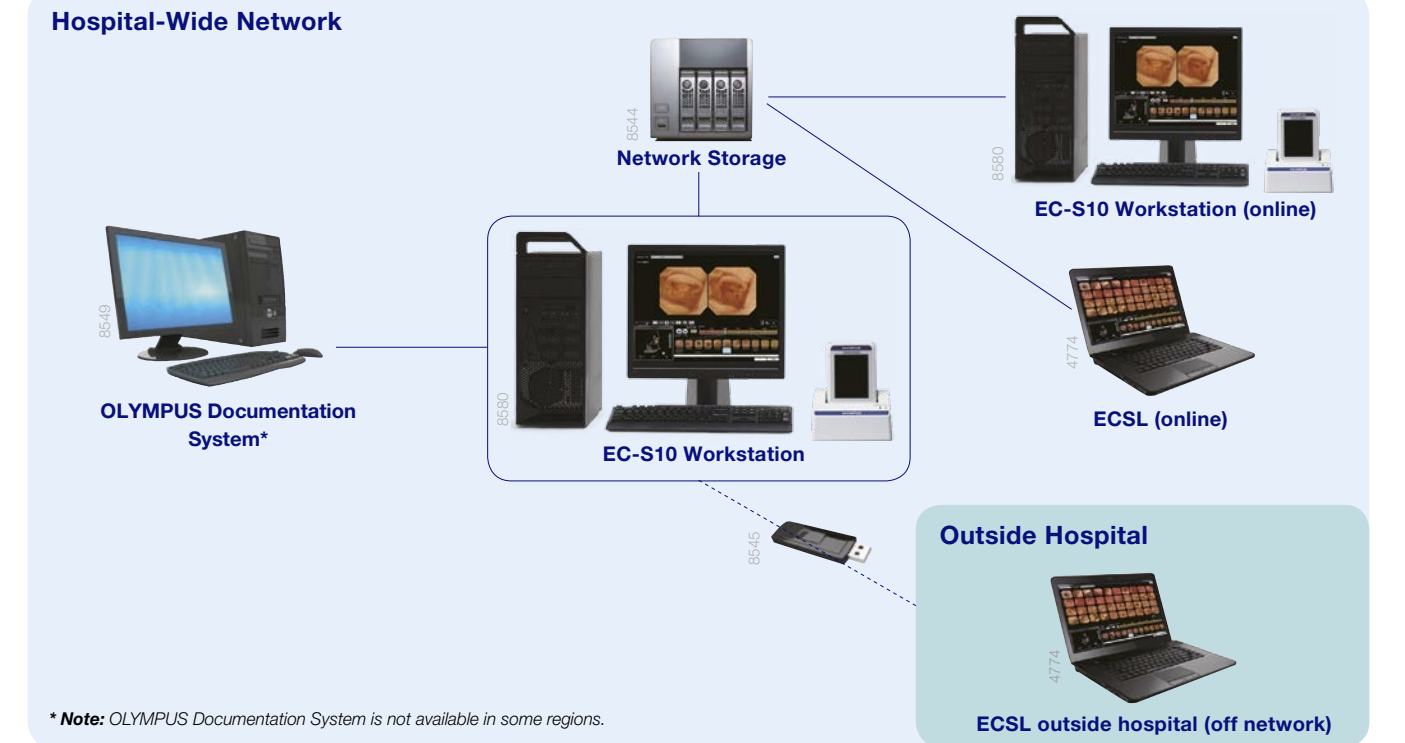 Hospital-Wide Network
8544
Network Storage
8580
EC-S10 Workstation (online)
8549
OLYMPUS Documentation
System*
8580
EC-S10 Workstation
4774
ECSL (online)
8545
Outside Hospital
4774
ECSL outside hospital (off network)
* Note: OLYMPUS Documentation System is not available in some regions.